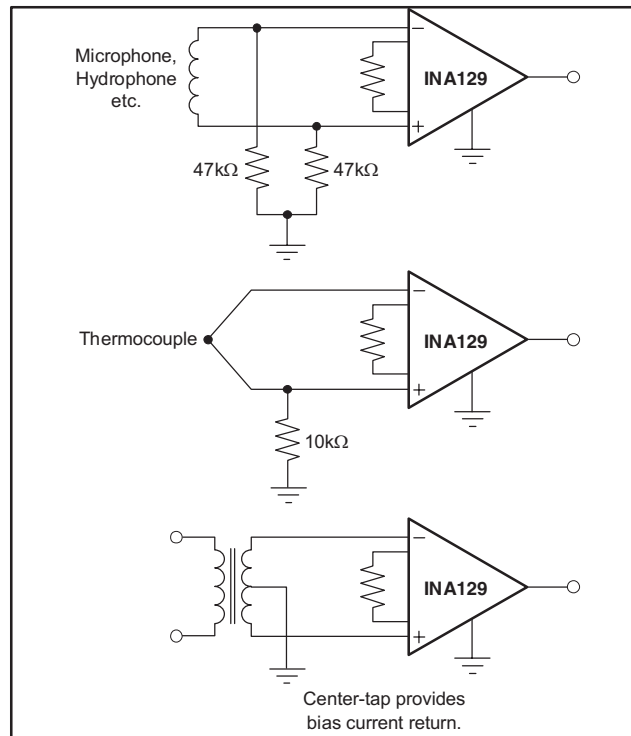 Microphone,
Hydrophone
etc.
−
INA129
+
47kΩ
47kΩ
−
Thermocouple
INA129
+
10kΩ
−
INA129
+
Center-tap provides
bias current return.